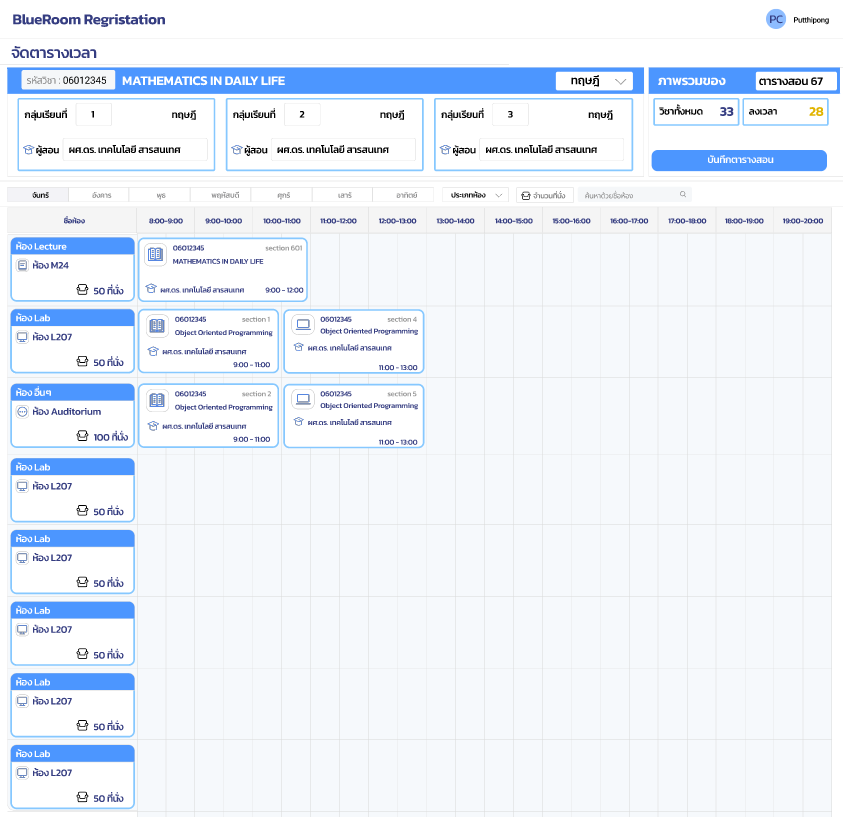 BlueRoom Regristation
PC Putthipong
จัดตารางเวลา
รหัสวิชา : 06012345 MATHEMATICS IN DAILY LIFE ทฤษฎี
ภาพรวมของ ตารางสอน 67
กลุ่มเรียนที่ 1 ทฤษฎี
ผู้สอน ผศ.ดร. เทคโนโลยี สารสนเทศ
กลุ่มเรียนที่ 2 ทฤษฎี
ผู้สอน ผศ.ดร. เทคโนโลยี สารสนเทศ
กลุ่มเรียนที่ 3 ทฤษฎี
ผู้สอน ผศ.ดร. เทคโนโลยี สารสนเทศ
วิชาทั้งหมด 33 ลงเวลา 28
บันทึกตารางสอน
จันทร์ อังคาร พุธ พฤหัสบดี ศุกร์ เสาร์ อาทิตย์ ประเภทห้อง จำนวนที่นั่ง ค้นหาด้วยชื่อห้อง
ชื่อห้อง 8:00-9:00 9:00-10:00 10:00-11:00 11:00-12:00 12:00-13:00 13:00-14:00 14:00-15:00 15:00-16:00 16:00-17:00 17:00-18:00 18:00-19:00 19:00-20:00
ห้อง Lecture
ห้อง M24
50 ที่นั่ง
06012345 section 601
MATHEMATICS IN DAILY LIFE
ผศ.ดร. เทคโนโลยี สารสนเทศ 9:00 - 12:00
ห้อง Lab
ห้อง L207
50 ที่นั่ง
06012345 section 1
Object Oriented Programming
ผศ.ดร. เทคโนโลยี สารสนเทศ
9:00 - 11:00
06012345 section 4
Object Oriented Programming
ผศ.ดร. เทคโนโลยี สารสนเทศ
11:00 - 13:00
ห้อง อื่นๆ
ห้อง Auditorium
100 ที่นั่ง
06012345 section 2
Object Oriented Programming
ผศ.ดร. เทคโนโลยี สารสนเทศ
9:00 - 11:00
06012345 section 5
Object Oriented Programming
ผศ.ดร. เทคโนโลยี สารสนเทศ
11:00 - 13:00
ห้อง Lab
ห้อง L207
50 ที่นั่ง
ห้อง Lab
ห้อง L207
50 ที่นั่ง
ห้อง Lab
ห้อง L207
50 ที่นั่ง
ห้อง Lab
ห้อง L207
50 ที่นั่ง
ห้อง Lab
ห้อง L207
50 ที่นั่ง